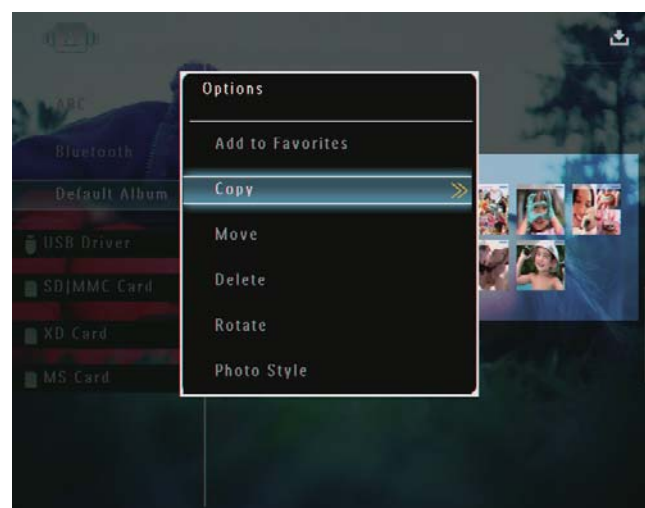 Options
Add to Favorites
Copy
Move
Delete
Rotate
Photo Style
ABC
Bluetooth
Default Album
USB Driver
SD|MMC Card
XD Card
MS Card